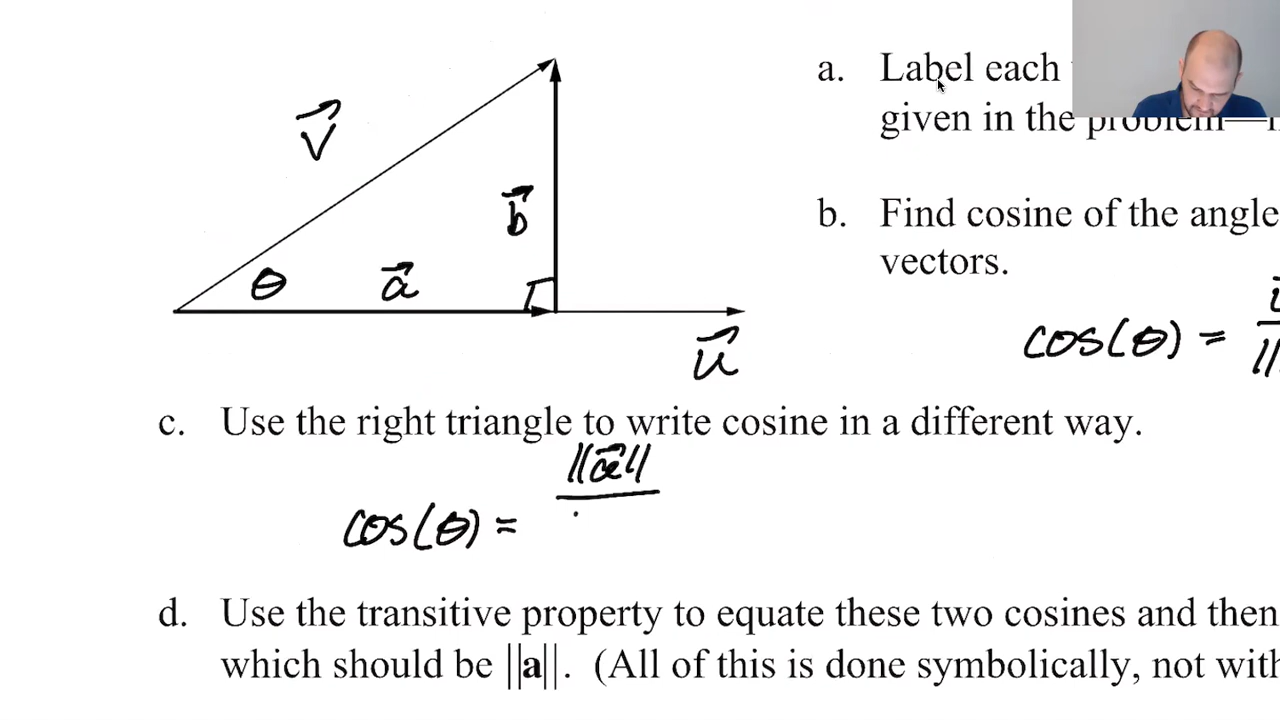 a. Label each
given in the problem—
v⃗
b⃗
b. Find cosine of the angle
vectors.
θ
a⃗
u⃗
cos(θ) =
c. Use the right triangle to write cosine in a different way.
cos(θ) = ||a⃗||
d. Use the transitive property to equate these two cosines and then
which should be ||a||. (All of this is done symbolically, not with